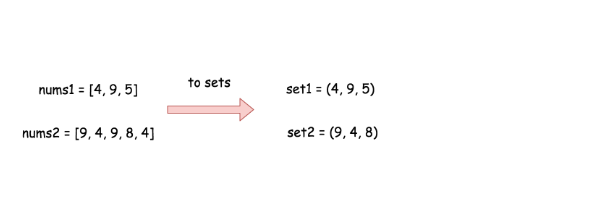 to sets
nums1 = [4, 9, 5]
set1 = (4, 9, 5)
nums2 = [9, 4, 9, 8, 4]
set2 = (9, 4, 8)